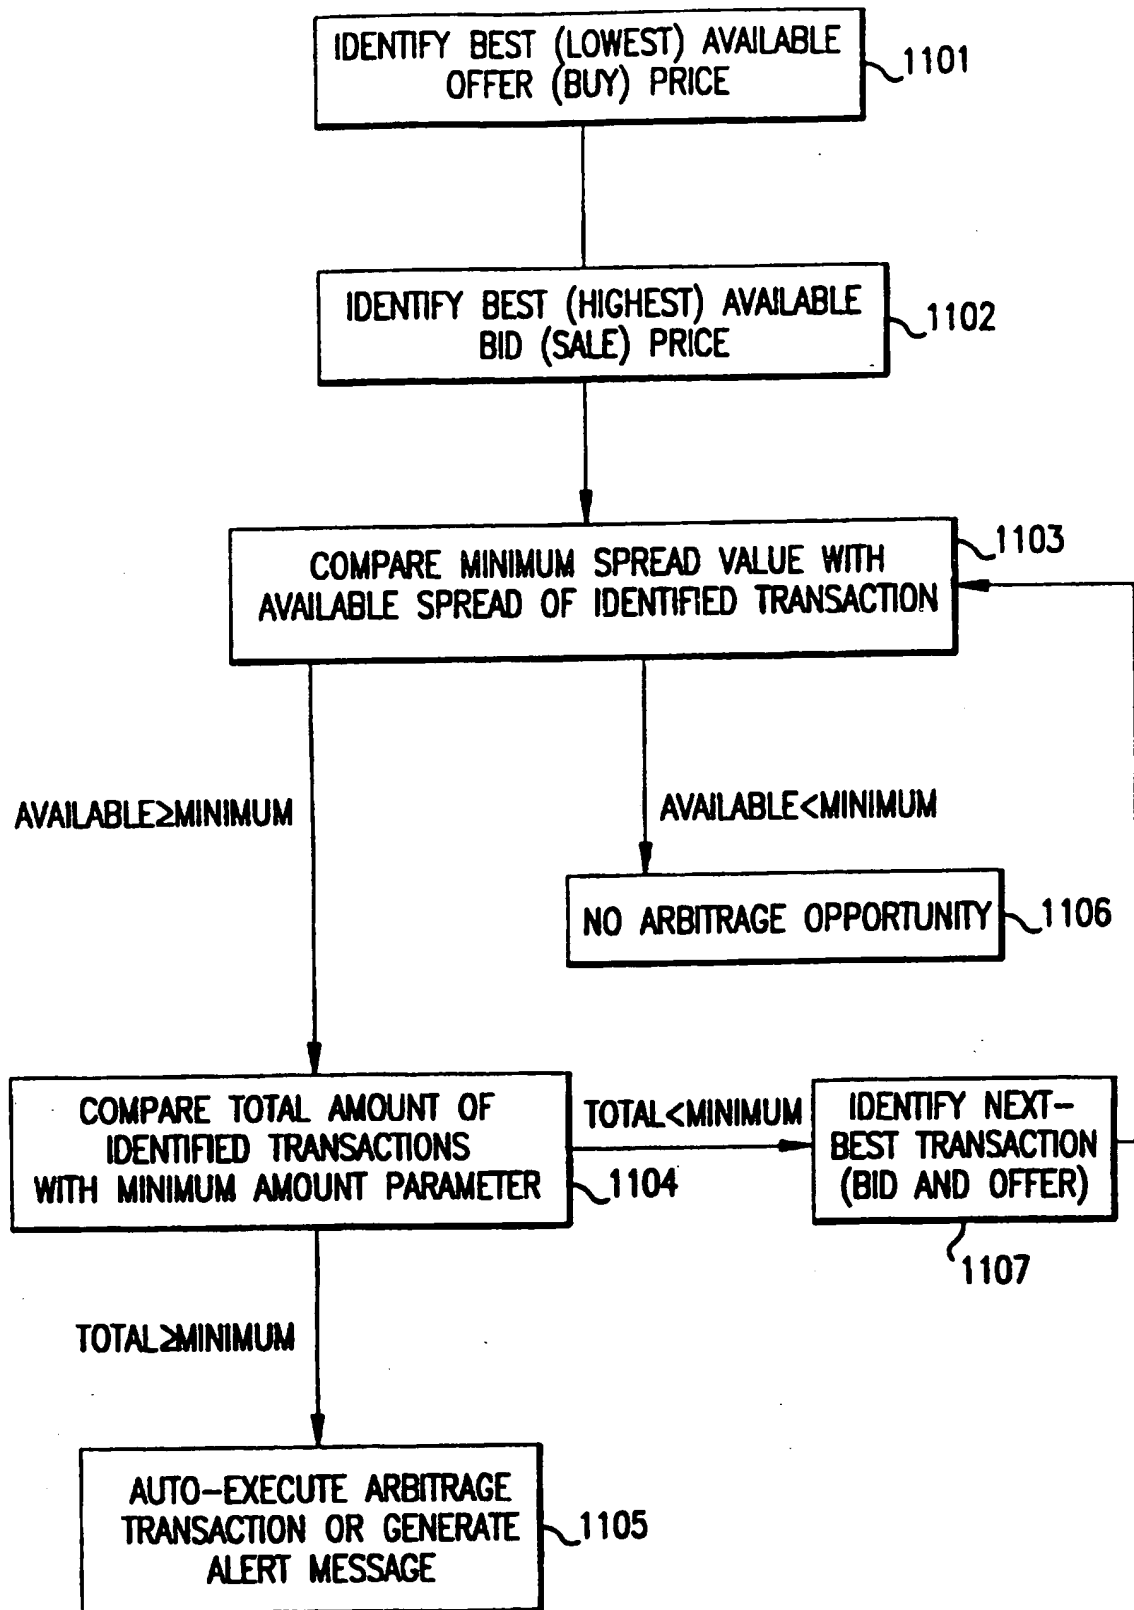 IDENTIFY BEST (LOWEST) AVAILABLE
OFFER (BUY) PRICE
1101
IDENTIFY BEST (HIGHEST) AVAILABLE
BID (SALE) PRICE
1102
COMPARE MINIMUM SPREAD VALUE WITH
AVAILABLE SPREAD OF IDENTIFIED TRANSACTION
1103
AVAILABLE≥MINIMUM
AVAILABLE<MINIMUM
NO ARBITRAGE OPPORTUNITY
1106
COMPARE TOTAL AMOUNT OF
IDENTIFIED TRANSACTIONS
WITH MINIMUM AMOUNT PARAMETER
1104
TOTAL<MINIMUM
IDENTIFY NEXT-
BEST TRANSACTION
(BID AND OFFER)
1107
TOTAL≥MINIMUM
AUTO-EXECUTE ARBITRAGE
TRANSACTION OR GENERATE
ALERT MESSAGE
1105